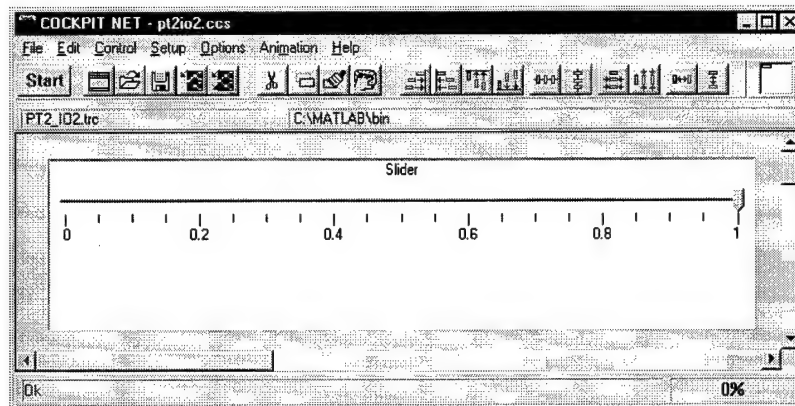 COCKPIT NET - pt2io2.ccs
File Edit Control Setup Options Animation Help
Start
PT2_IO2.trc C:\MATLAB\bin
Slider
0 0.2 0.4 0.6 0.8 1
Ok 0%